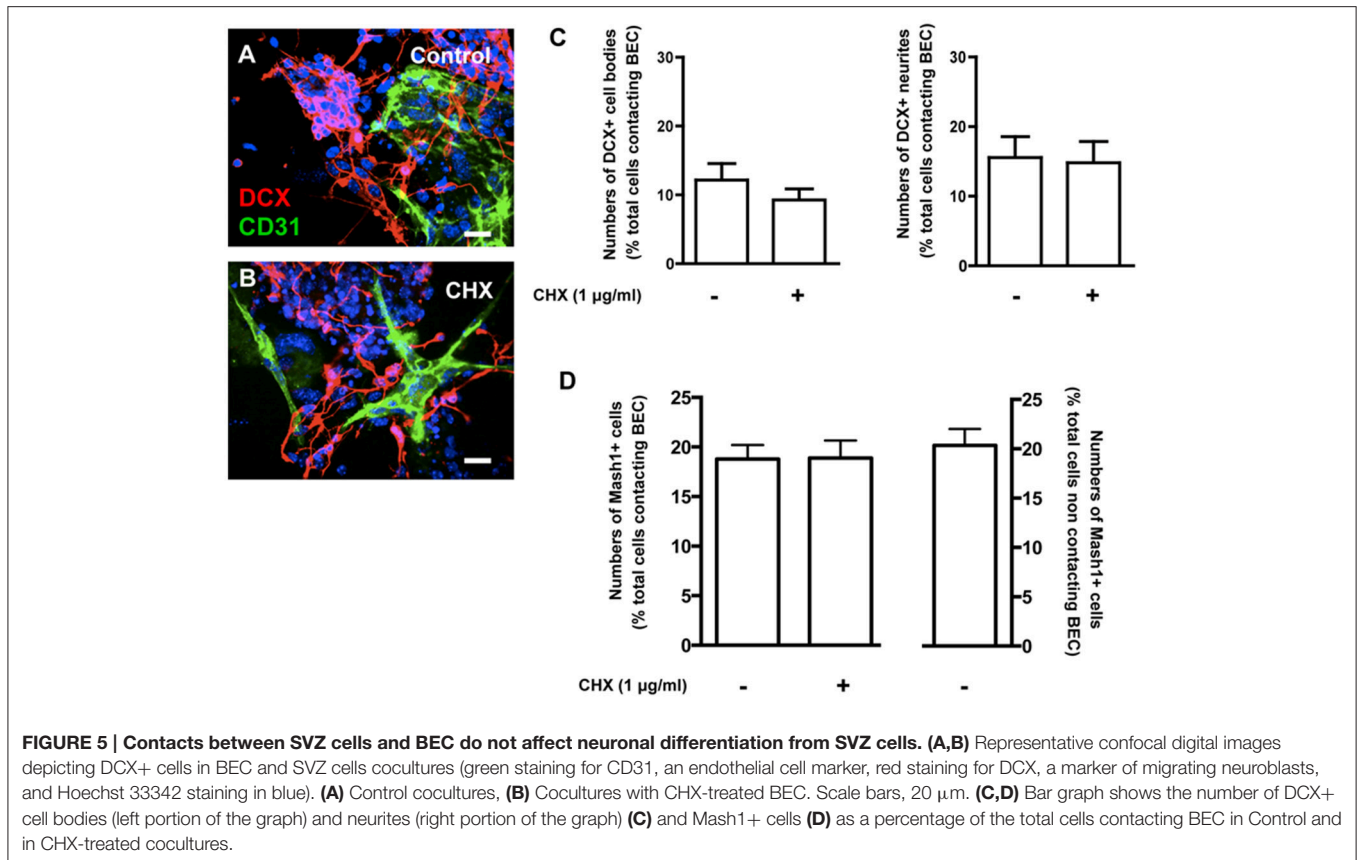 A
Control
DCX
CD31
B
CHX
C
Numbers of DCX+ cell bodies
(% total cells contacting BEC)
30
20
10
0
Numbers of DCX+ neurites
(% total cells contacting BEC)
30
20
10
0
CHX (1 µg/ml)
-
+
-
+
D
Numbers of Mash1+ cells
(% total cells contacting BEC)
25
20
15
10
5
0
25
20
15
10
5
0
Numbers of Mash1+ cells
(% total cells non contacting BEC)
CHX (1 µg/ml)
-
+
-
FIGURE 5 | Contacts between SVZ cells and BEC do not affect neuronal differentiation from SVZ cells. (A,B) Representative confocal digital images
depicting DCX+ cells in BEC and SVZ cells cocultures (green staining for CD31, an endothelial cell marker, red staining for DCX, a marker of migrating neuroblasts,
and Hoechst 33342 staining in blue). (A) Control cocultures, (B) Cocultures with CHX-treated BEC. Scale bars, 20 µm. (C,D) Bar graph shows the number of DCX+
cell bodies (left portion of the graph) and neurites (right portion of the graph) (C) and Mash1+ cells (D) as a percentage of the total cells contacting BEC in Control and
in CHX-treated cocultures.